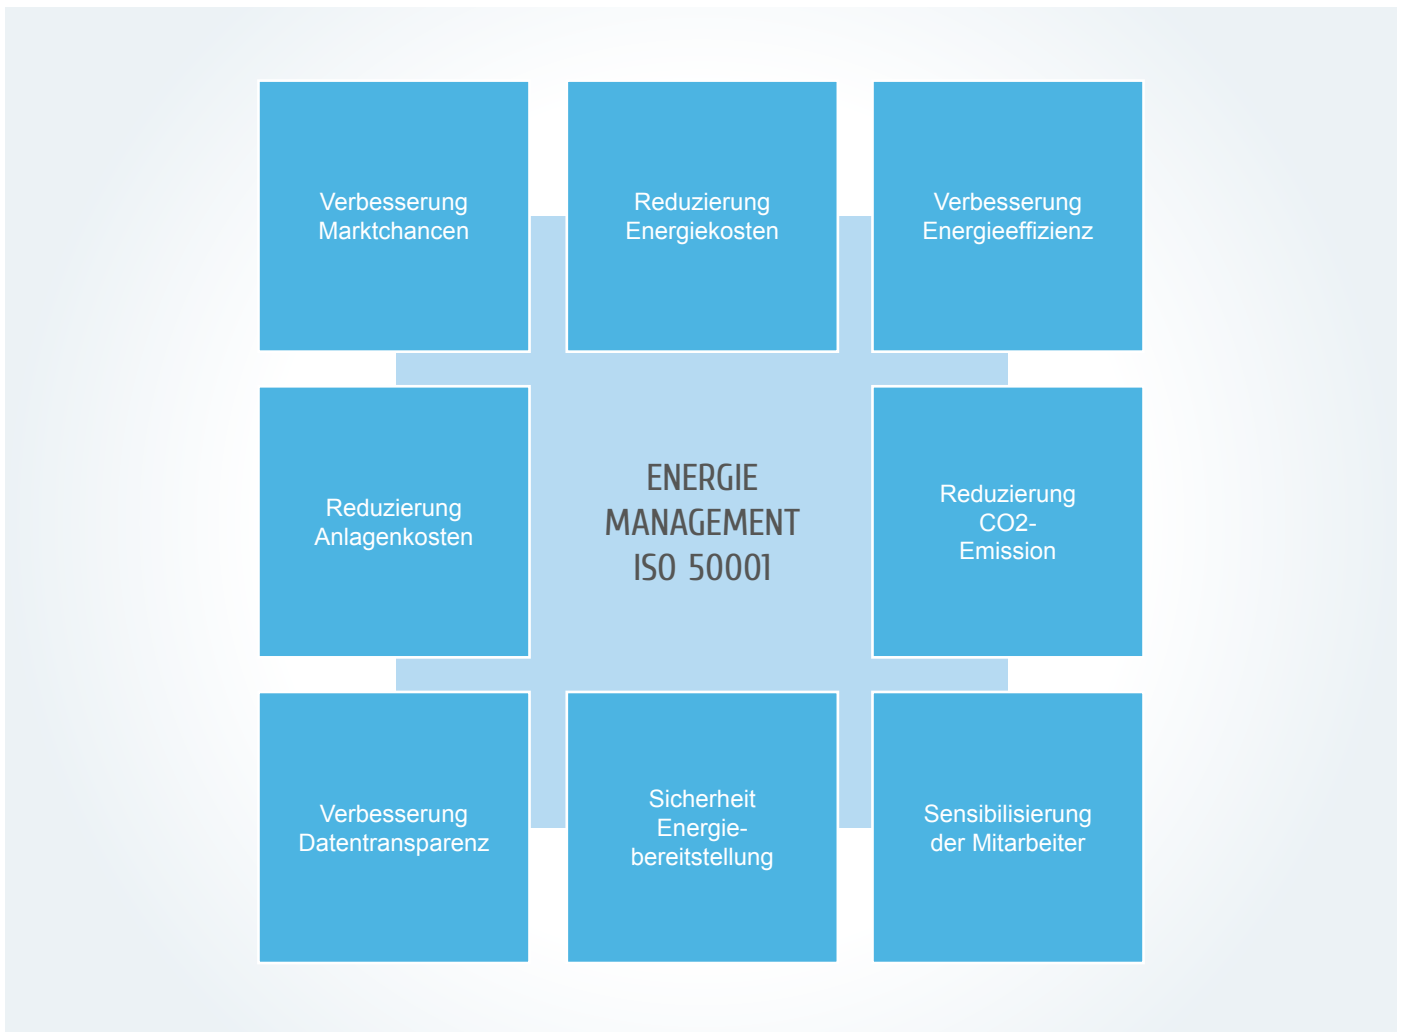 Verbesserung
Marktchancen
Reduzierung
Energiekosten
Verbesserung
Energieeffizienz
Reduzierung
Anlagenkosten
ENERGIE
MANAGEMENT
ISO 50001
Reduzierung
CO2-
Emission
Verbesserung
Datentransparenz
Sicherheit
Energie-
bereitstellung
Sensibilisierung
der Mitarbeiter